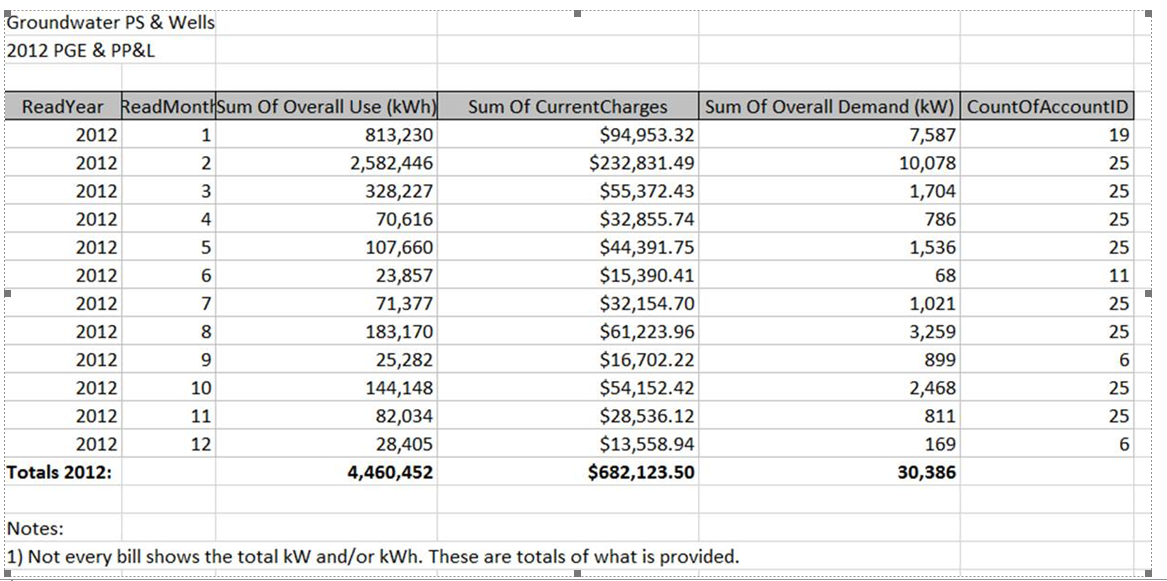 Groundwater PS & Wells
2012 PGE & PP&L
ReadYear ReadMonth Sum Of Overall Use (kWh) Sum Of CurrentCharges Sum Of Overall Demand (kW) CountOfAccountID
2012 1 813,230 $94,953.32 7,587 19
2012 2 2,582,446 $232,831.49 10,078 25
2012 3 328,227 $55,372.43 1,704 25
2012 4 70,616 $32,855.74 786 25
2012 5 107,660 $44,391.75 1,536 25
2012 6 23,857 $15,390.41 68 11
2012 7 71,377 $32,154.70 1,021 25
2012 8 183,170 $61,223.96 3,259 25
2012 9 25,282 $16,702.22 899 6
2012 10 144,148 $54,152.42 2,468 25
2012 11 82,034 $28,536.12 811 25
2012 12 28,405 $13,558.94 169 6
Totals 2012: 4,460,452 $682,123.50 30,386
Notes:
1) Not every bill shows the total kW and/or kWh. These are totals of what is provided.